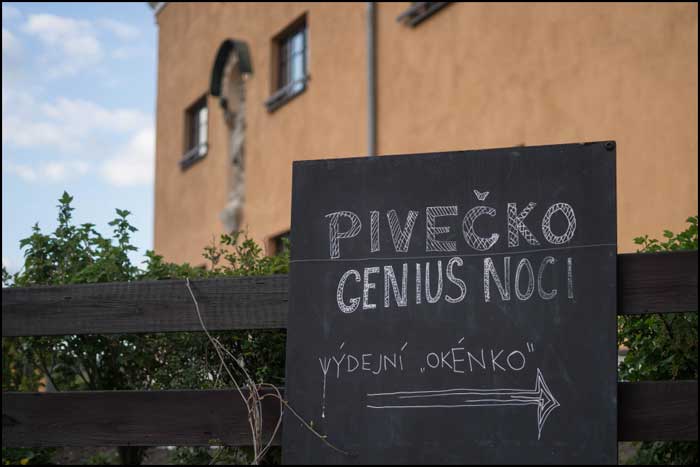 PIVEČKO
GENIUS NOCI
VÝDEJNÍ „OKÉNKO"